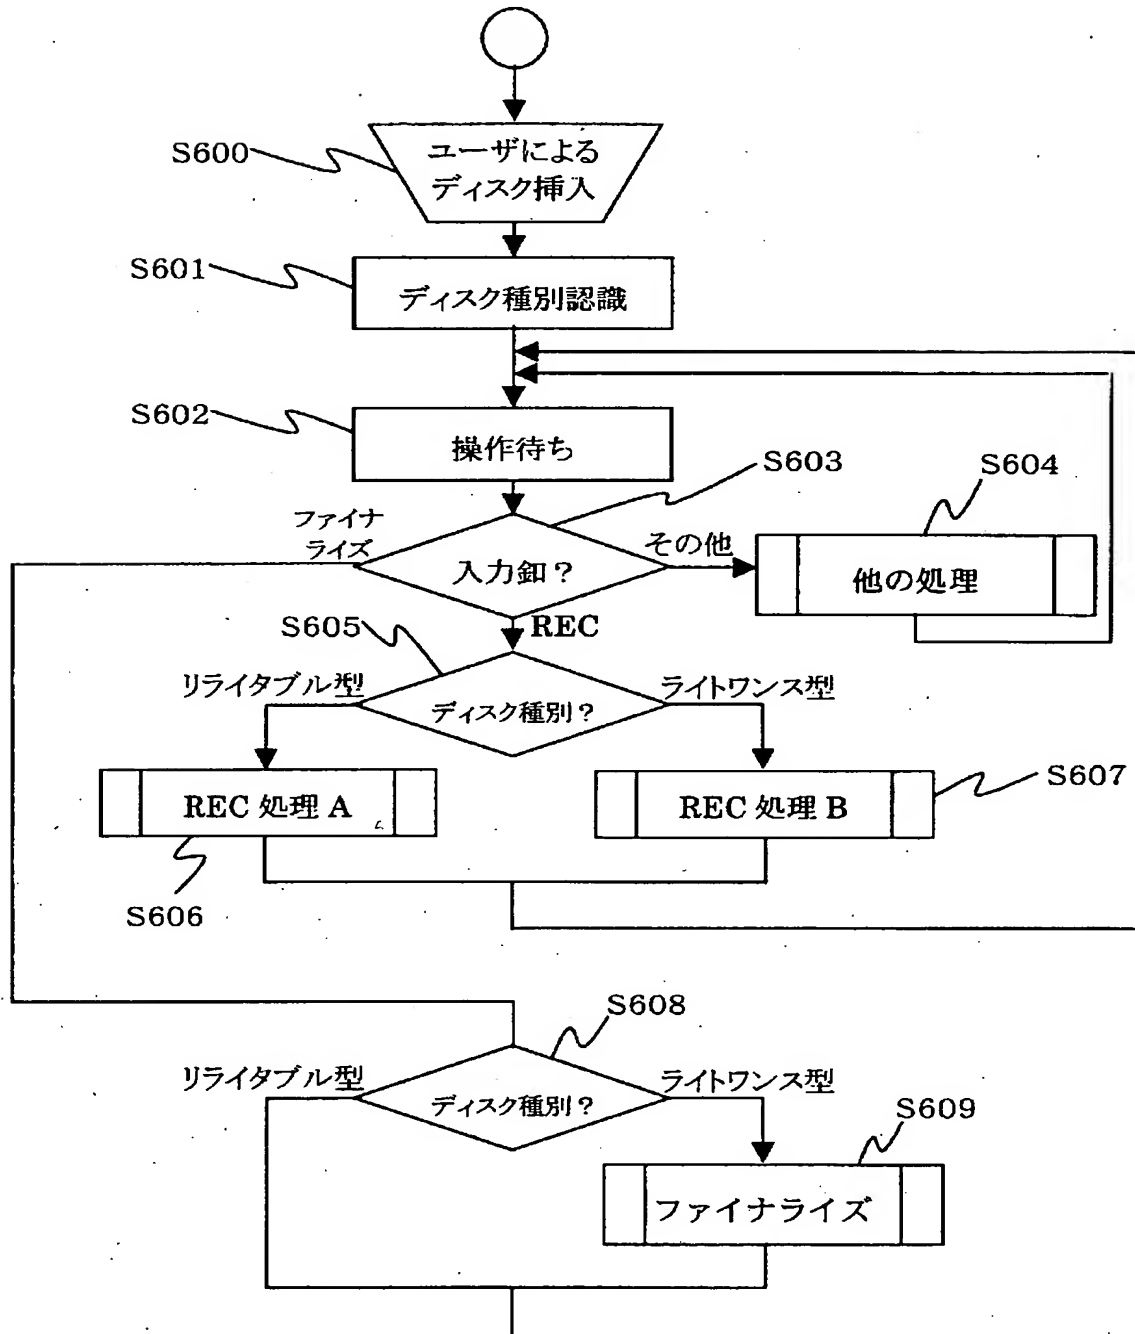 S600
ユーザによる
ディスク挿入
S601
ディスク種別認識
S602
操作待ち
S603
S604
ファイナ
ライズ
入力釦？
その他
他の処理
S605
REC
リライタブル型
ディスク種別？
ライトワンス型
REC 処理 A
REC 処理 B
S607
S606
S608
リライタブル型
ディスク種別？
ライトワンス型
S609
ファイナライズ